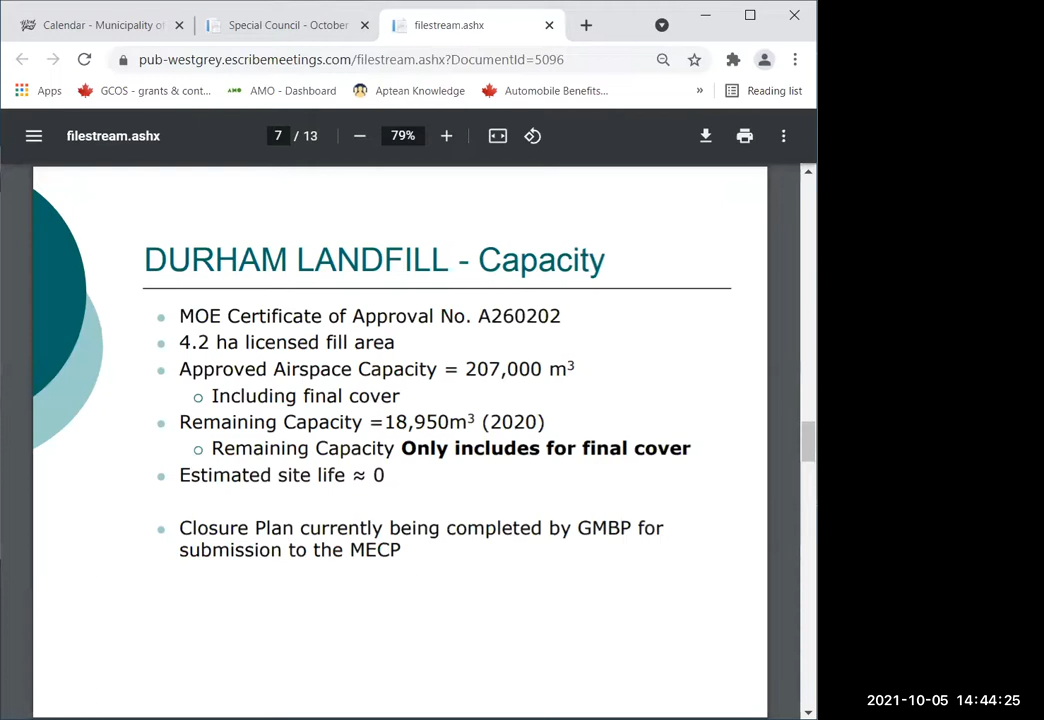 Calendar - Municipality of
Special Council - October
filestream.ashx
pub-westgrey.escribemeetings.com/filestream.ashx?DocumentId=5096
Apps
GCOS - grants & cont...
AMO - Dashboard
Aptean Knowledge
Automobile Benefits...
»
Reading list
filestream.ashx
7 / 13
79%
DURHAM LANDFILL - Capacity
MOE Certificate of Approval No. A260202
4.2 ha licensed fill area
Approved Airspace Capacity = 207,000 m³
Including final cover
Remaining Capacity =18,950m³ (2020)
Remaining Capacity Only includes for final cover
Estimated site life ≈ 0
Closure Plan currently being completed by GMBP for
submission to the MECP
2021-10-05 14:44:25